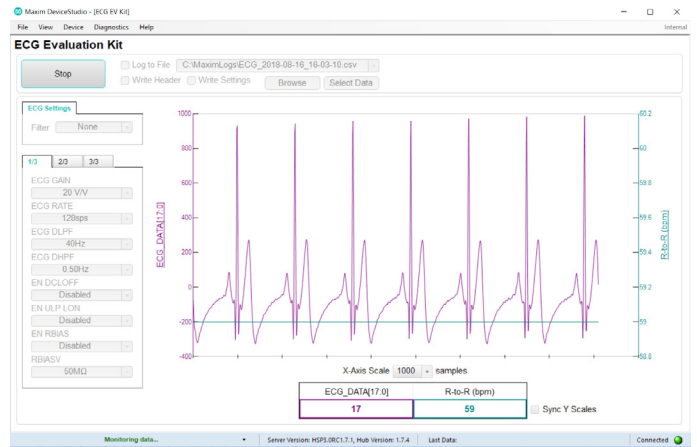 Maxim DeviceStudio - [ECG EV Kit]
File View Device Diagnostics Help Internal
ECG Evaluation Kit
Stop
Log to File C:\MaximLogs\ECG_2018-08-16_16-03-10.csv
Write Header Write Settings Browse Select Data
ECG Settings
Filter None
1/3 2/3 3/3
ECG GAIN
20 V/V
ECG RATE
128sps
ECG DLPF
40Hz
ECG DHPF
0.50Hz
EN DCLOFF
Disabled
EN ULP LON
Disabled
EN RBIAS
Disabled
RBIASV
50MΩ
ECG_DATA[17:0]
1000
800
600
400
200
0
-200
-400
60.2
60
59.8
59.6
59.4
59.2
59
58.8
R-to-R (bpm)
X-Axis Scale 1000 samples
ECG_DATA[17:0] R-to-R (bpm)
17 59 Sync Y Scales
Monitoring data... Server Version: HSP3.0RC1.7.1, Hub Version: 1.7.4 Last Data: Connected